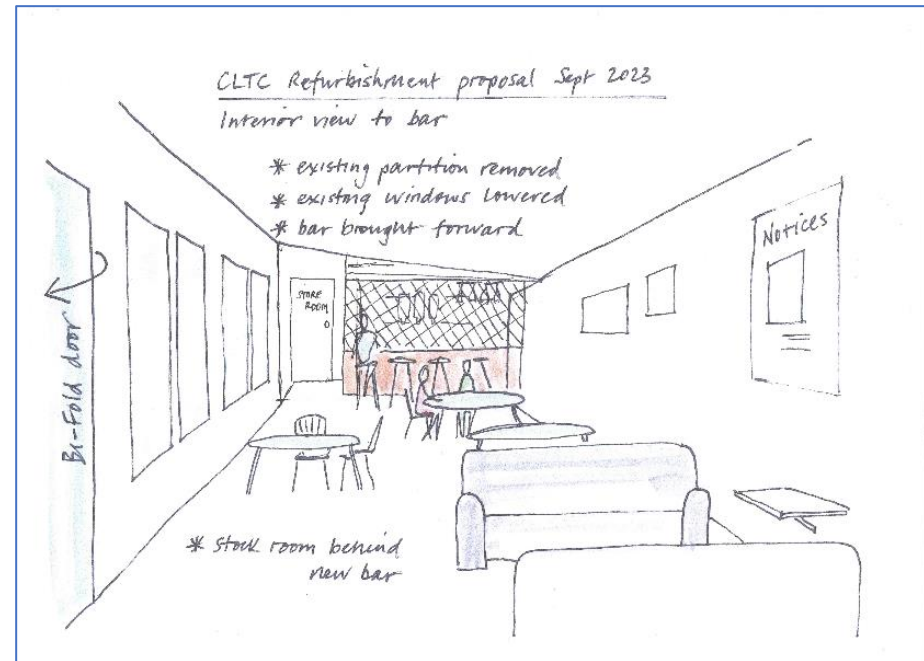 CLTC Refurbishment proposal Sept 2023
Interior view to bar
* existing partition removed
* existing windows lowered
* bar brought forward
Notices
STORE
ROOM
Bi-Fold door
* Stock room behind
new bar